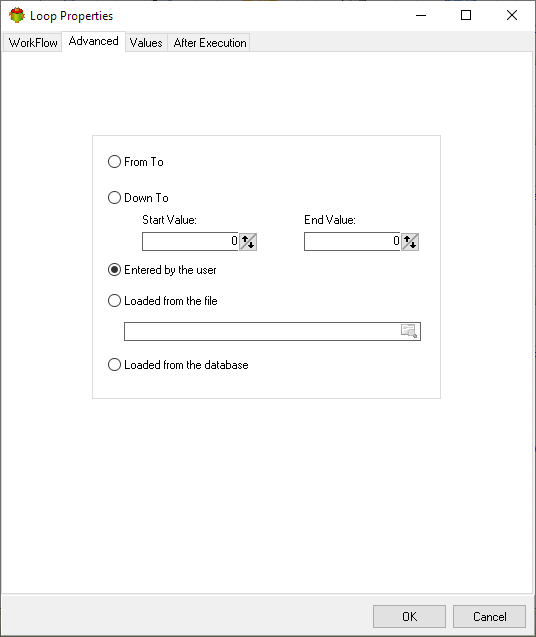 Loop Properties
WorkFlow Advanced Values After Execution
From To
Down To
Start Value: End Value:
0 0
Entered by the user
Loaded from the file
Loaded from the database
OK Cancel